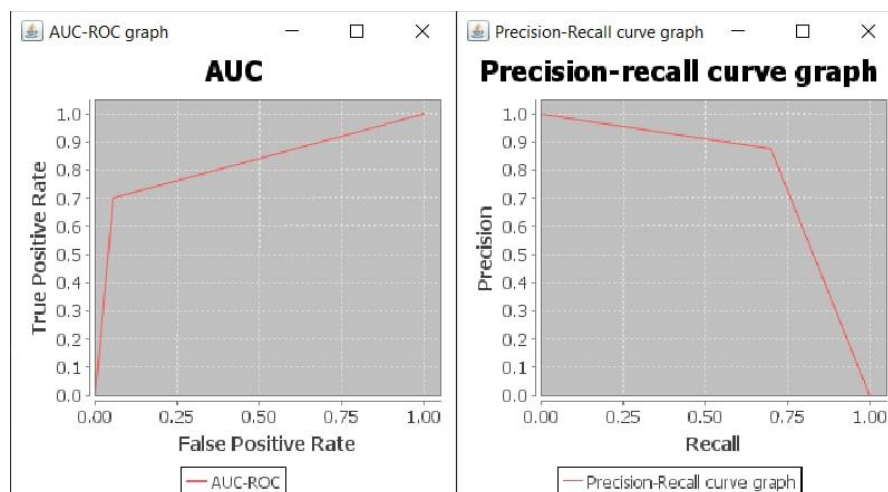 AUC-ROC graph
AUC
1.0
0.9
0.8
0.7
0.6
0.5
0.4
0.3
0.2
0.1
0.0
True Positive Rate
0.00 0.25 0.50 0.75 1.00
False Positive Rate
AUC-ROC
Precision-Recall curve graph
Precision-recall curve graph
1.0
0.9
0.8
0.7
0.6
0.5
0.4
0.3
0.2
0.1
0.0
Precision
0.00 0.25 0.50 0.75 1.00
Recall
Precision-Recall curve graph